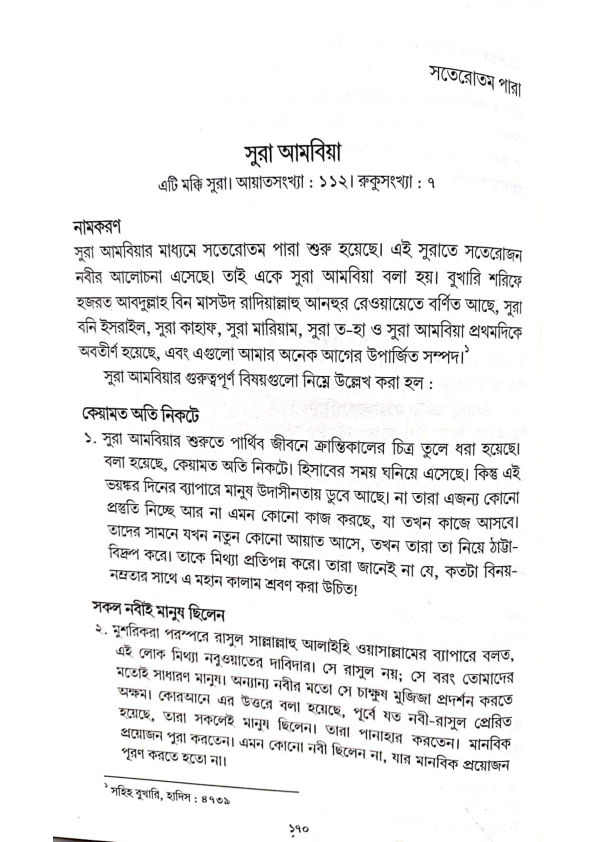 সতেরোতম পারা
সুরা আমবিয়া
এটি মক্কি সুরা। আয়াতসংখ্যা : ১১২। রুকুসংখ্যা : ৭
নামকরণ
সুরা আমবিয়ার মাধ্যমে সতেরোতম পারা শুরু হয়েছে। এই সুরাতে সতেরোজন
নবীর আলোচনা এসেছে। তাই একে সুরা আমবিয়া বলা হয়। বুখারি শরিফে
হজরত আবদুল্লাহ বিন মাসউদ রাদিয়াল্লাহু আনহুর রেওয়ায়েতে বর্ণিত আছে, সুরা
বনি ইসরাইল, সুরা কাহাফ, সুরা মারিয়াম, সুরা ত-হা ও সুরা আমবিয়া প্রথমদিকে
অবতীর্ণ হয়েছে, এবং এগুলো আমার অনেক আগের উপার্জিত সম্পদ।১
সুরা আমবিয়ার গুরুত্বপূর্ণ বিষয়গুলো নিম্নে উল্লেখ করা হল :
কেয়ামত অতি নিকটে
১. সুরা আমবিয়ার শুরুতে পার্থিব জীবনে ক্রান্তিকালের চিত্র তুলে ধরা হয়েছে।
বলা হয়েছে, কেয়ামত অতি নিকটে। হিসাবের সময় ঘনিয়ে এসেছে। কিন্তু এই
ভয়ঙ্কর দিনের ব্যাপারে মানুষ উদাসীনতায় ডুবে আছে। না তারা এজন্য কোনো
প্রস্তুতি নিচ্ছে আর না এমন কোনো কাজ করছে, যা তখন কাজে আসবে।
তাদের সামনে যখন নতুন কোনো আয়াত আসে, তখন তারা তা নিয়ে ঠাট্টা-
বিদ্রুপ করে। তাকে মিথ্যা প্রতিপন্ন করে। তারা জানেই না যে, কতটা বিনয়-
নম্রতার সাথে এ মহান কালাম শ্রবণ করা উচিত!
সকল নবীই মানুষ ছিলেন
২. মুশরিকরা পরস্পরে রাসুল সাল্লাল্লাহু আলাইহি ওয়াসাল্লামের ব্যাপারে বলত,
এই লোক মিথ্যা নবুওয়াতের দাবিদার। সে রাসুল নয়; সে বরং তোমাদের
মতোই সাধারণ মানুষ। অন্যান্য নবীর মতো সে চাক্ষুষ মুজিজা প্রদর্শন করতে
অক্ষম। কোরআনে এর উত্তরে বলা হয়েছে, পূর্বে যত নবী-রাসুল প্রেরিত
হয়েছে, তারা সকলেই মানুষ ছিলেন। তারা পানাহার করতেন। মানবিক
প্রয়োজন পুরা করতেন। এমন কোনো নবী ছিলেন না, যার মানবিক প্রয়োজন
পূরণ করতে হতো না।
১ সহিহ বুখারি, হাদিস : ৪৭৩৯
১৭০